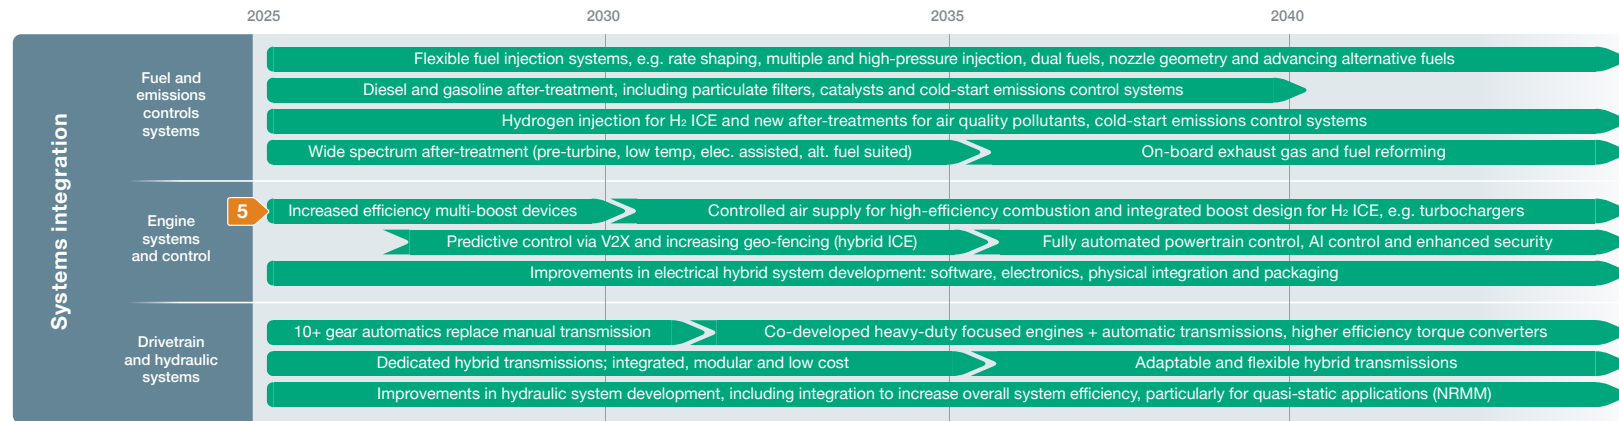 2025 2030 2035 2040
Systems integration
Fuel and
emissions
controls
systems
Flexible fuel injection systems, e.g. rate shaping, multiple and high-pressure injection, dual fuels, nozzle geometry and advancing alternative fuels
Diesel and gasoline after-treatment, including particulate filters, catalysts and cold-start emissions control systems
Hydrogen injection for H₂ ICE and new after-treatments for air quality pollutants, cold-start emissions control systems
Wide spectrum after-treatment (pre-turbine, low temp, elec. assisted, alt. fuel suited) On-board exhaust gas and fuel reforming
Engine
systems
and control
5 Increased efficiency multi-boost devices Controlled air supply for high-efficiency combustion and integrated boost design for H₂ ICE, e.g. turbochargers
Predictive control via V2X and increasing geo-fencing (hybrid ICE) Fully automated powertrain control, AI control and enhanced security
Improvements in electrical hybrid system development: software, electronics, physical integration and packaging
Drivetrain
and hydraulic
systems
10+ gear automatics replace manual transmission Co-developed heavy-duty focused engines + automatic transmissions, higher efficiency torque converters
Dedicated hybrid transmissions; integrated, modular and low cost Adaptable and flexible hybrid transmissions
Improvements in hydraulic system development, including integration to increase overall system efficiency, particularly for quasi-static applications (NRMM)